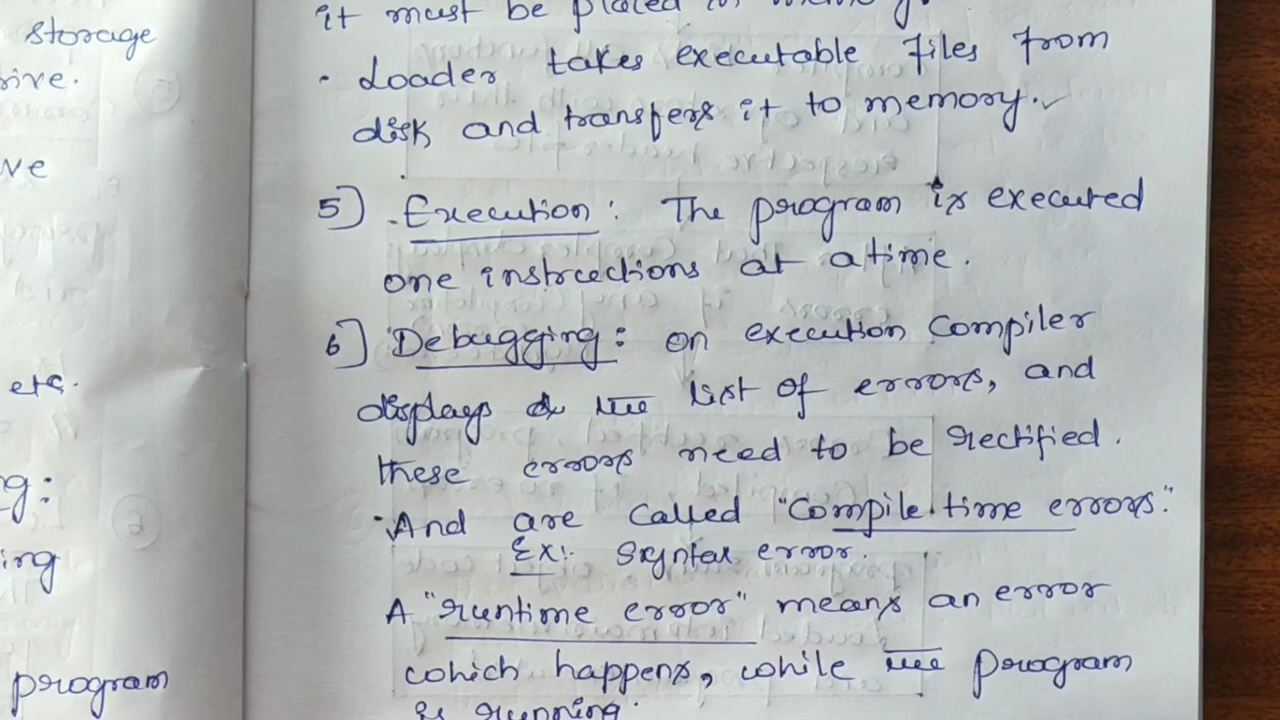 storage
rive.
ve
etc.
g:
ing
program
it must be placed in memory.
• Loader takes executable files from
disk and transfers it to memory.
5) Execution: The program is executed
one instructions at a time.
6) Debugging: on execution compiler
displays the list of errors, and
these errors need to be rectified.
• And are called "compile time errors".
Ex:- Syntax error.
A "runtime error" means an error
which happens, while the program
is running.